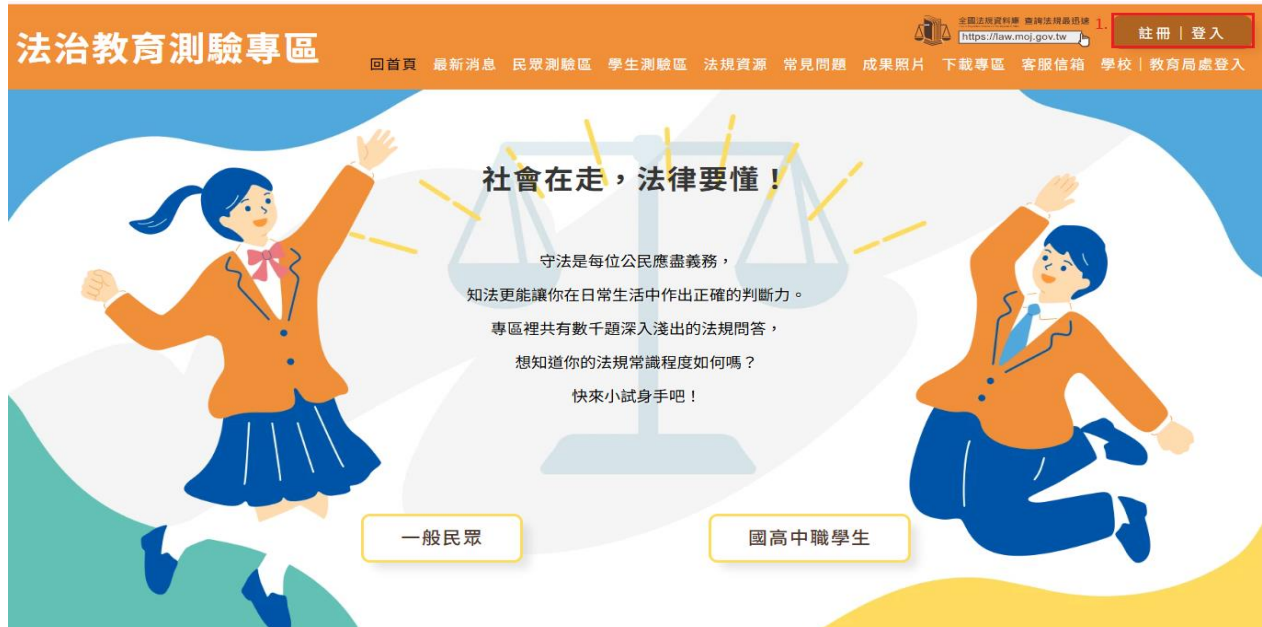 法治教育測驗專區
全國法規資料庫 查詢法規最迅速
https://law.moj.gov.tw
1.
註冊｜登入
回首頁 最新消息 民眾測驗區 學生測驗區 法規資源 常見問題 成果照片 下載專區 客服信箱 學校｜教育局處登入
社會在走，法律要懂！
守法是每位公民應盡義務，
知法更能讓你在日常生活中作出正確的判斷力。
專區裡共有數千題深入淺出的法規問答，
想知道你的法規常識程度如何嗎？
快來小試身手吧！
一般民眾
國高中職學生